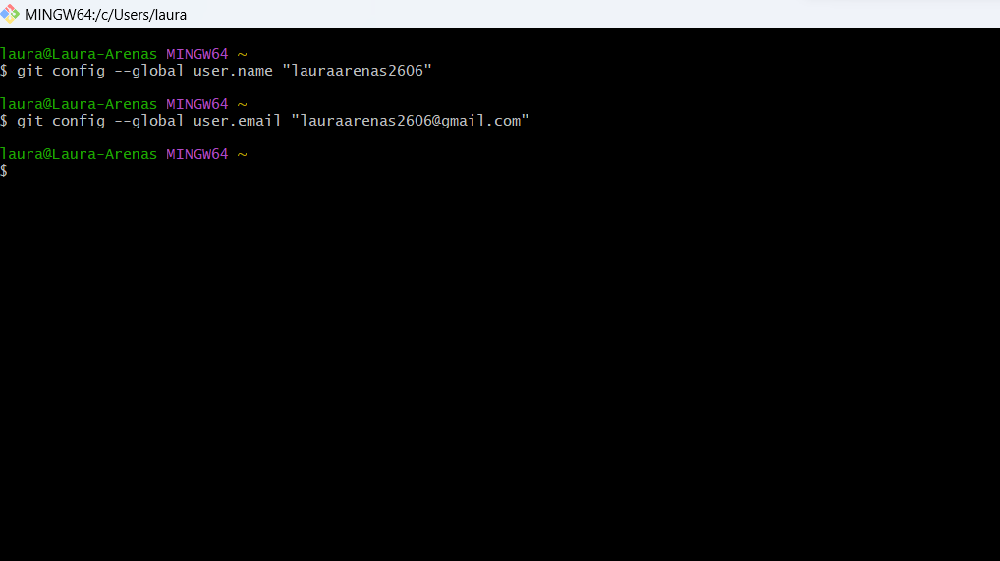 MINGW64:/c/Users/laura
laura@Laura-Arenas MINGW64 ~
$ git config --global user.name "lauraarenas2606"
laura@Laura-Arenas MINGW64 ~
$ git config --global user.email "lauraarenas2606@gmail.com"
laura@Laura-Arenas MINGW64 ~
$